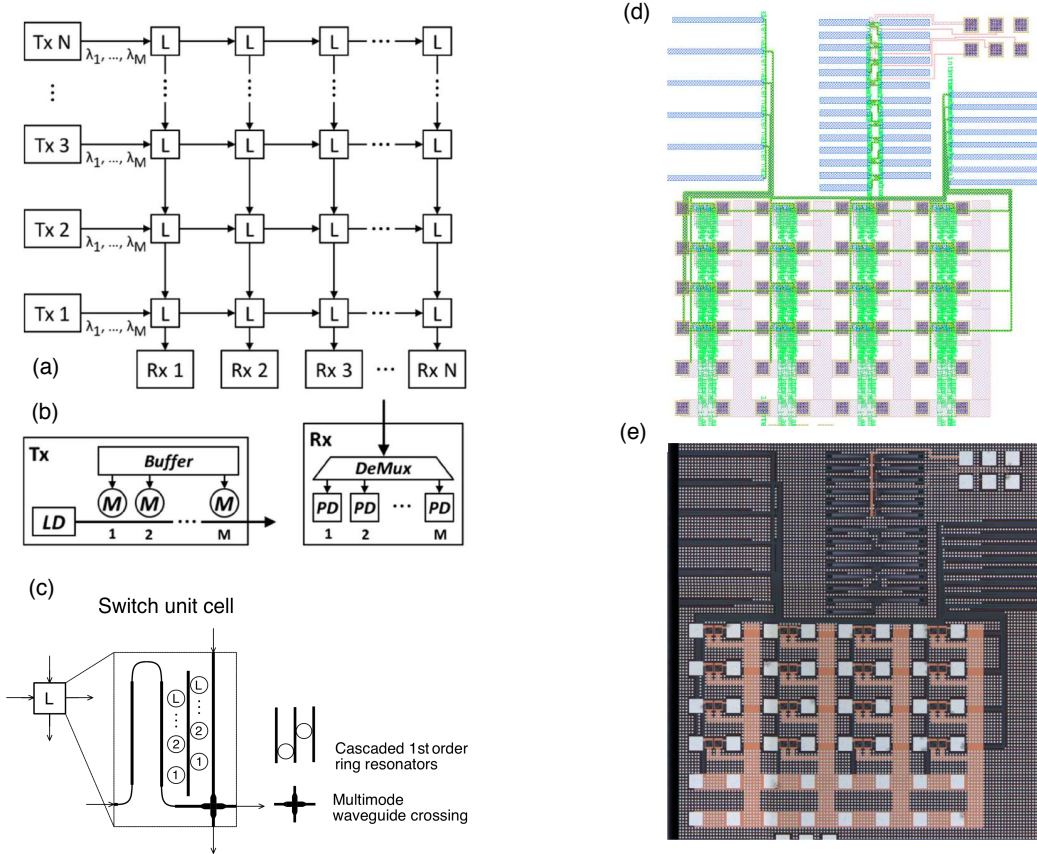 Tx N
λ1, ..., λM
L L L ... L
Tx 3
λ1, ..., λM
L L L ... L
Tx 2
λ1, ..., λM
L L L ... L
Tx 1
λ1, ..., λM
L L L ... L
Rx 1 Rx 2 Rx 3 ... Rx N
(a)
(b)
Tx
Buffer
M M ... M
LD
1 2 M
Rx
DeMux
PD PD ... PD
1 2 M
(c)
Switch unit cell
L
L L
2 2
1 1
Cascaded 1st order
ring resonators
Multimode
waveguide crossing
(d)
(e)